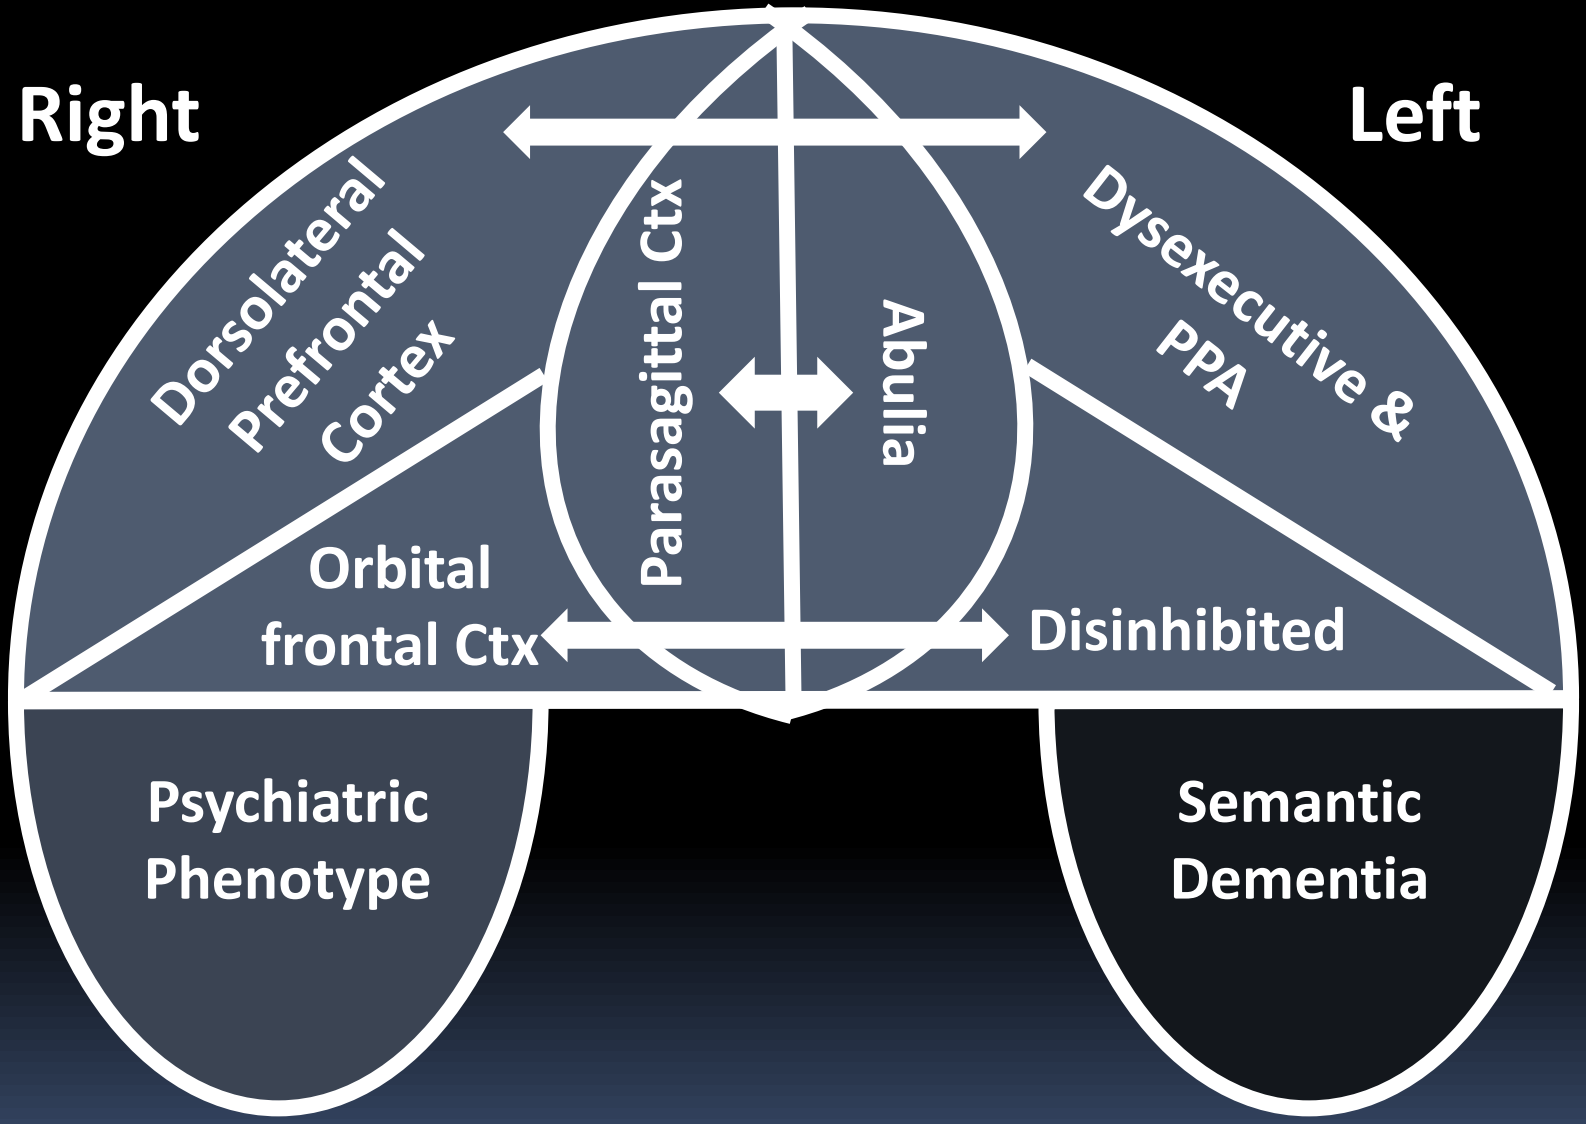 Right
Left
Dorsolateral
Prefrontal
Cortex
Parasagittal Ctx
Abulia
Dysexecutive &
PPA
Orbital
frontal Ctx
Disinhibited
Psychiatric
Phenotype
Semantic
Dementia